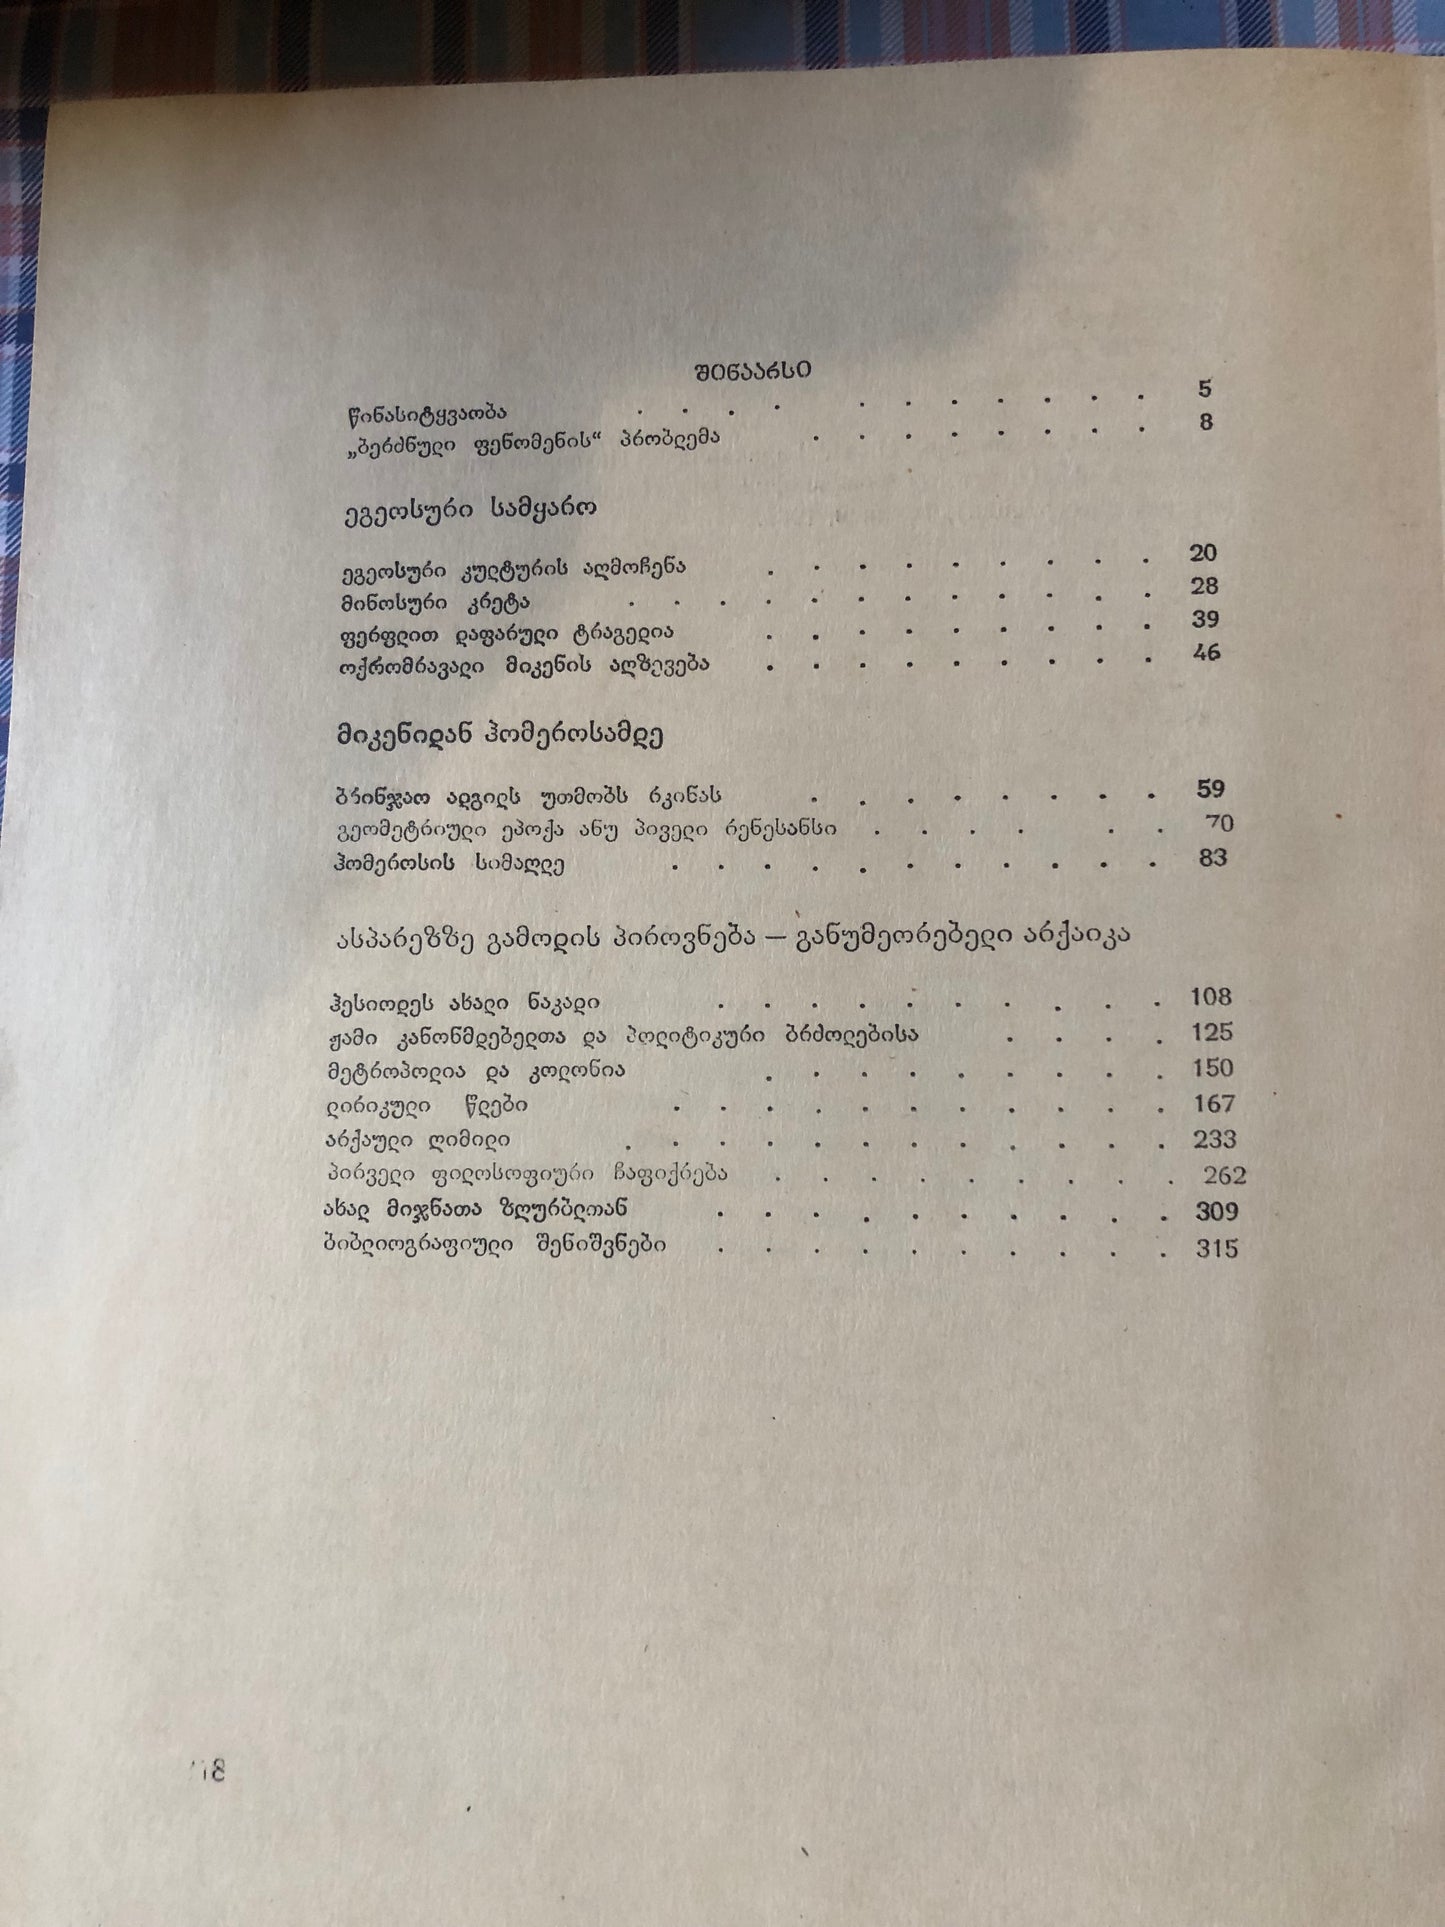 შინაარსი
წინასიტყვაობა . . . . . . . . . . . 5
„ბერძნული ფენომენის“ პრობლემა . . . . . . . . 8
ეგეოსური სამყარო
ეგეოსური კულტურის აღმოჩენა . . . . . . . . . 20
მინოსური კრეტა . . . . . . . . . . . . 28
ფერფლით დაფარული ტრაგედია . . . . . . . . . 39
ოქრომრავალი მიკენის აღზევება . . . . . . . . . 46
მიკენიდან ჰომეროსამდე
ბრინჯაო ადგილს უთმობს რკინას . . . . . . . . 59
გეომეტრიული ეპოქა ანუ პიველი რენესანსი . . . . . . 70
ჰომეროსის სიმაღლე . . . . . . . . . . . 83
ასპარეზზე გამოდის პიროვნება — განუმეორებელი არქაიკა
ჰესიოდეს ახალი ნაკადი . . . . . . . . . . 108
ჟამი კანონმდებელთა და პოლიტიკური ბრძოლებისა . . . . 125
მეტროპოლია და კოლონია . . . . . . . . . 150
ლირიკული წლები . . . . . . . . . . . 167
არქაული ღიმილი . . . . . . . . . . . . 233
პირველი ფილოსოფიური ჩაფიქრება . . . . . . . . . 262
ახალ მიჯნათა ზღურბლთან . . . . . . . . . . 309
ბიბლიოგრაფიული შენიშვნები . . . . . . . . . . 315